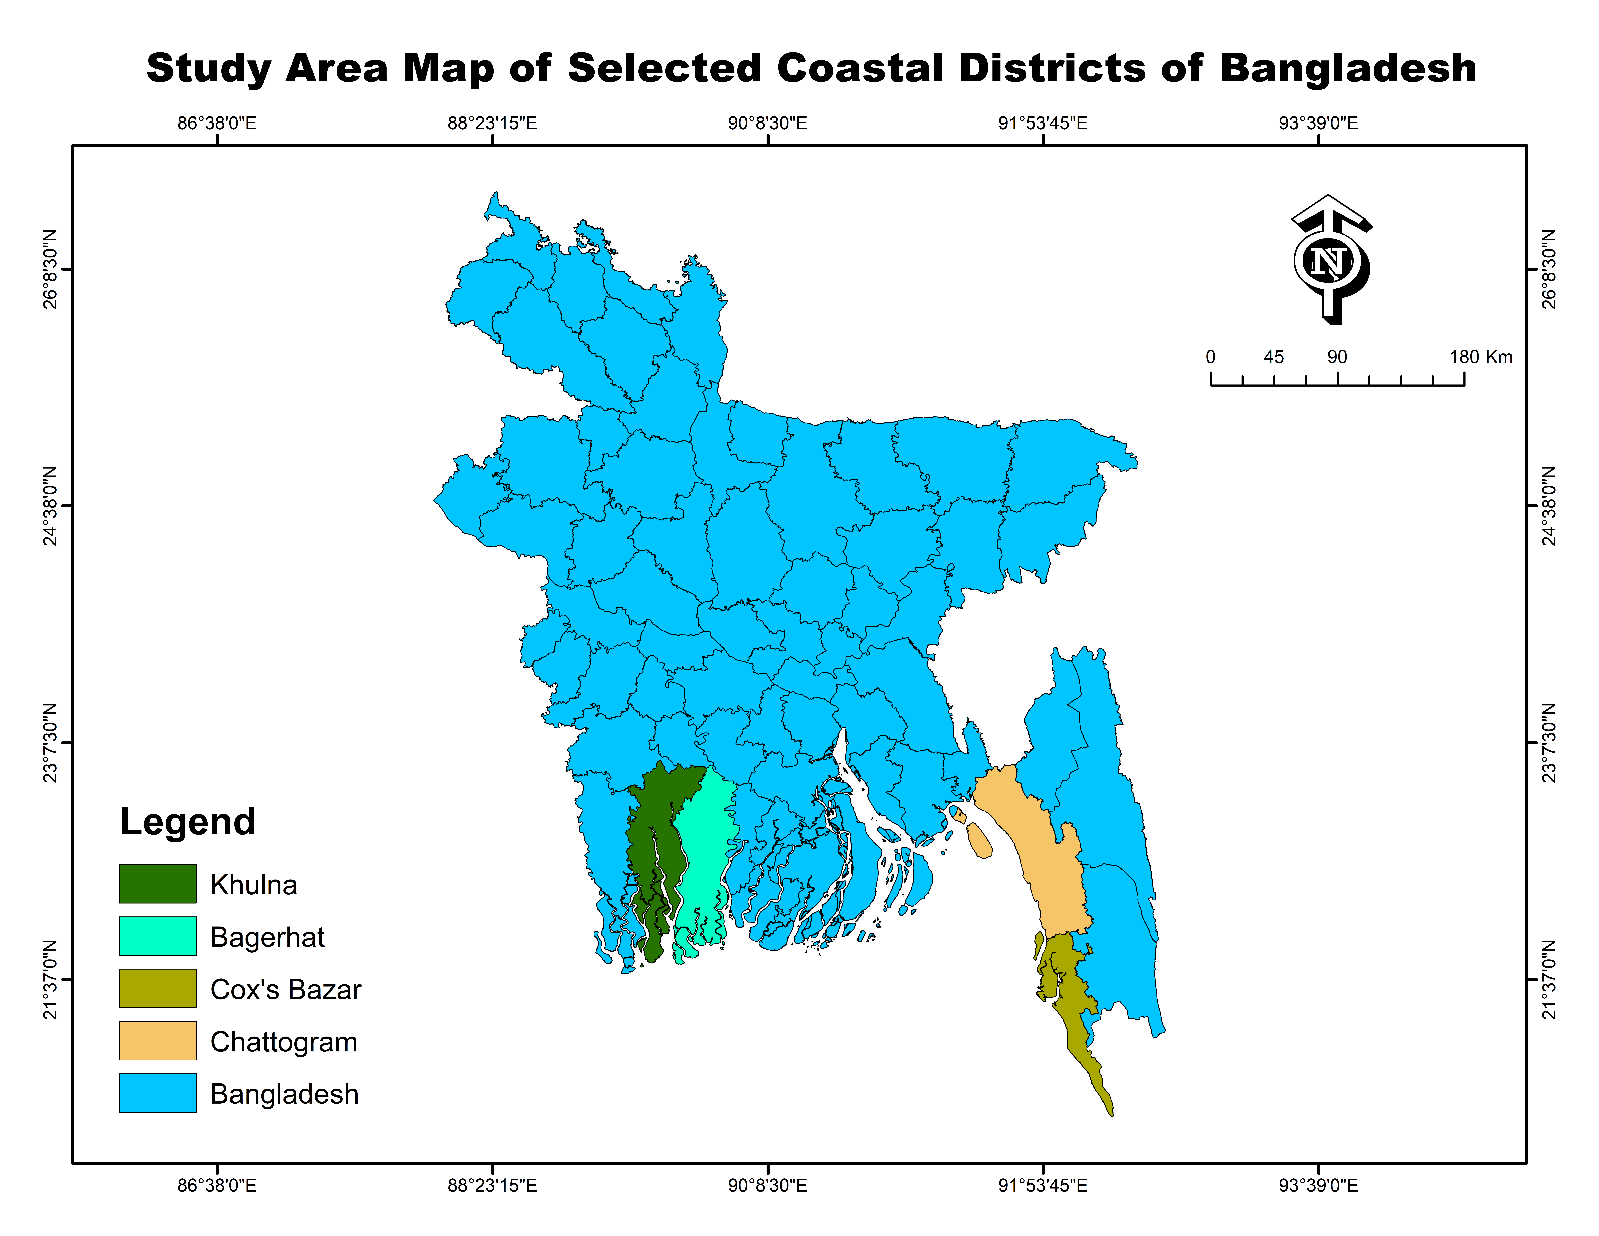 Study Area Map of Selected Coastal Districts of Bangladesh
86°38'0"E 88°23'15"E 90°8'30"E 91°53'45"E 93°39'0"E
26°8'30"N 26°8'30"N
N
0 45 90 180 Km
24°38'0"N 24°38'0"N
23°7'30"N 23°7'30"N
Legend
Khulna
Bagerhat
Cox's Bazar
Chattogram
Bangladesh
21°37'0"N 21°37'0"N
86°38'0"E 88°23'15"E 90°8'30"E 91°53'45"E 93°39'0"E